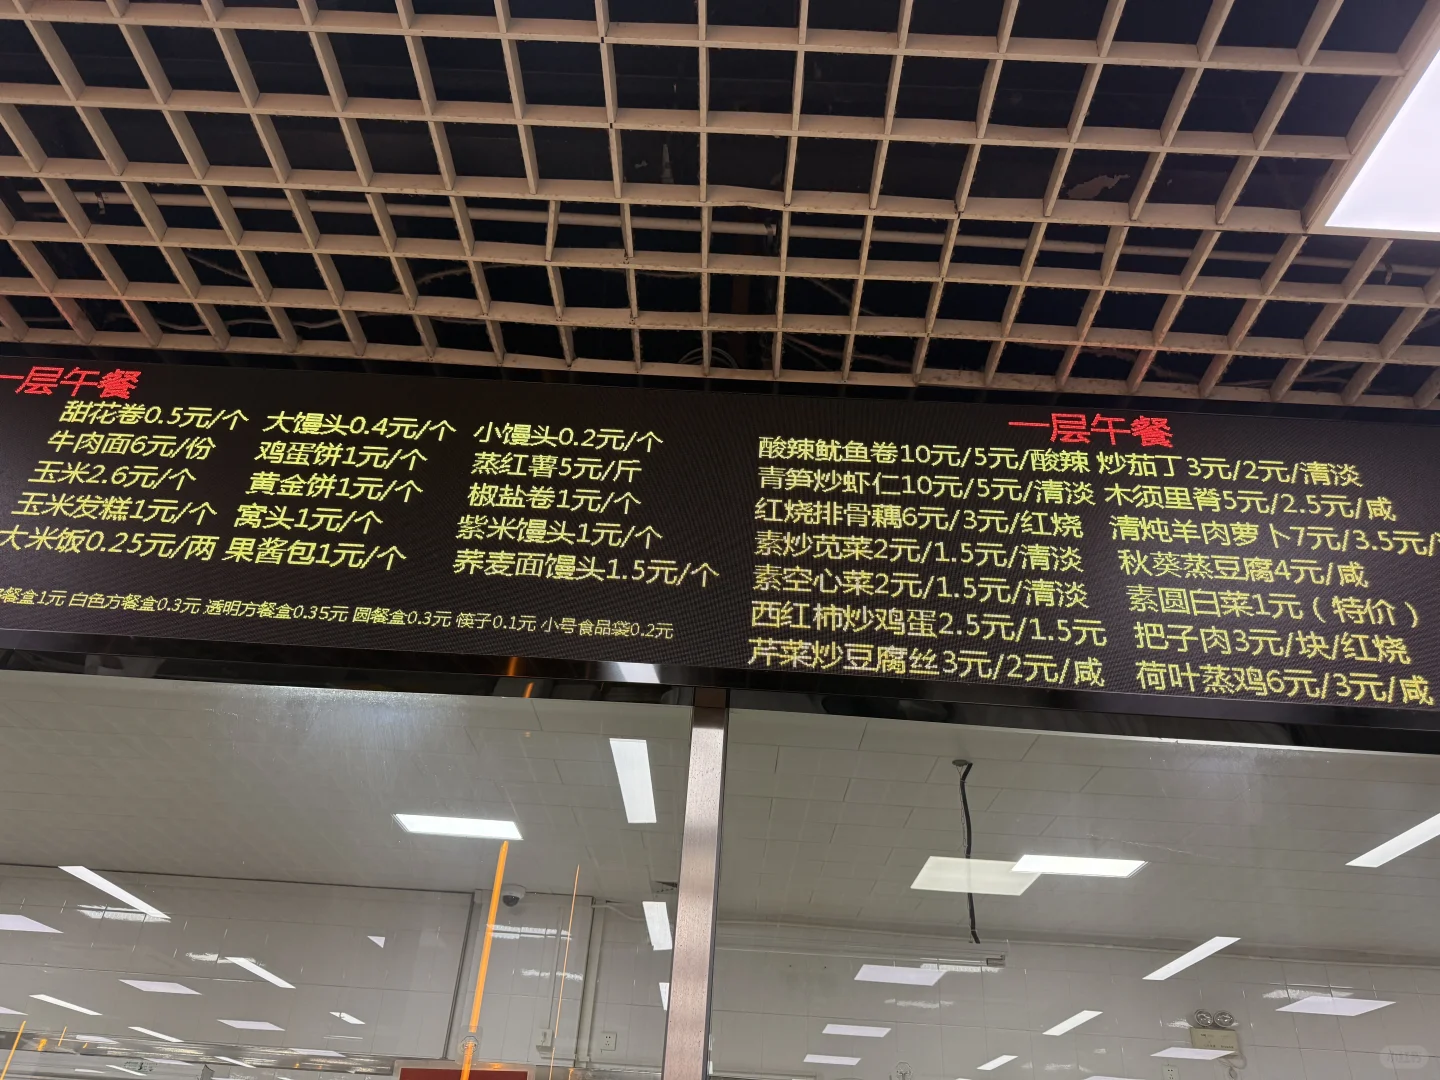 一层午餐
甜花卷0.5元/个 大馒头0.4元/个 小馒头0.2元/个
牛肉面6元/份 鸡蛋饼1元/个 蒸红薯5元/斤
玉米2.6元/个 黄金饼1元/个 椒盐卷1元/个
玉米发糕1元/个 窝头1元/个 紫米馒头1元/个
大米饭0.25元/两 果酱包1元/个 荞麦面馒头1.5元/个
餐盒1元 白色方餐盒0.3元 透明方餐盒0.35元 圆餐盒0.3元 筷子0.1元 小号食品袋0.2元
一层午餐
酸辣鱿鱼卷10元/5元/酸辣 炒茄丁3元/2元/清淡
青笋炒虾仁10元/5元/清淡 木须里脊5元/2.5元/咸
红烧排骨藕6元/3元/红烧 清炖羊肉萝卜7元/3.5元/
素炒苋菜2元/1.5元/清淡 秋葵蒸豆腐4元/咸
素空心菜2元/1.5元/清淡 素圆白菜1元（特价）
西红柿炒鸡蛋2.5元/1.5元 把子肉3元/块/红烧
芹菜炒豆腐丝3元/2元/咸 荷叶蒸鸡6元/3元/咸